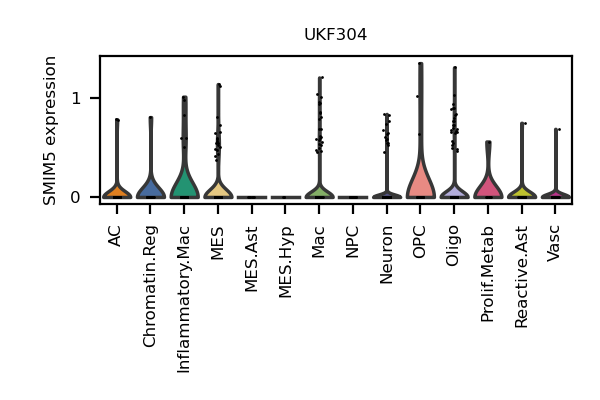 UKF304
SMIM5 expression
1
0
AC
Chromatin.Reg
Inflammatory.Mac
MES
MES.Ast
MES.Hyp
Mac
NPC
Neuron
OPC
Oligo
Prolif.Metab
Reactive.Ast
Vasc